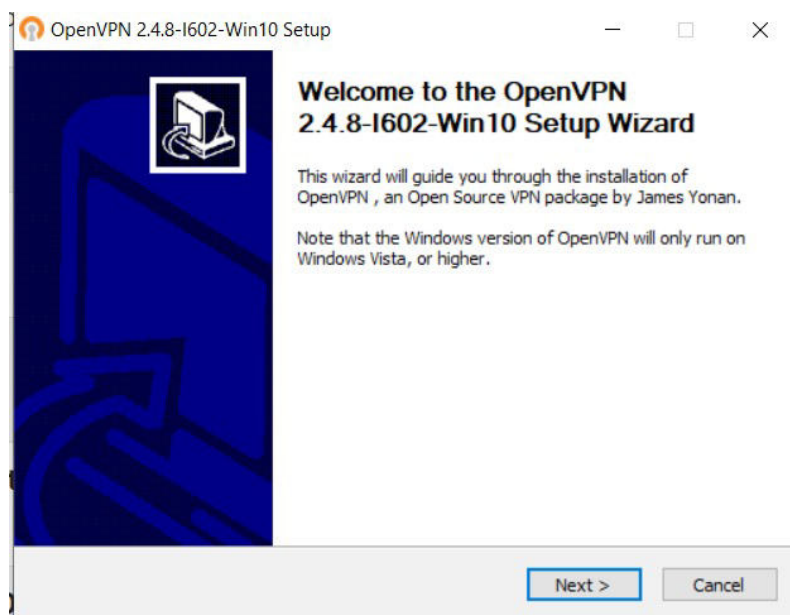 OpenVPN 2.4.8-I602-Win10 Setup
Welcome to the OpenVPN
2.4.8-I602-Win10 Setup Wizard
This wizard will guide you through the installation of
OpenVPN , an Open Source VPN package by James Yonan.
Note that the Windows version of OpenVPN will only run on
Windows Vista, or higher.
Next >
Cancel